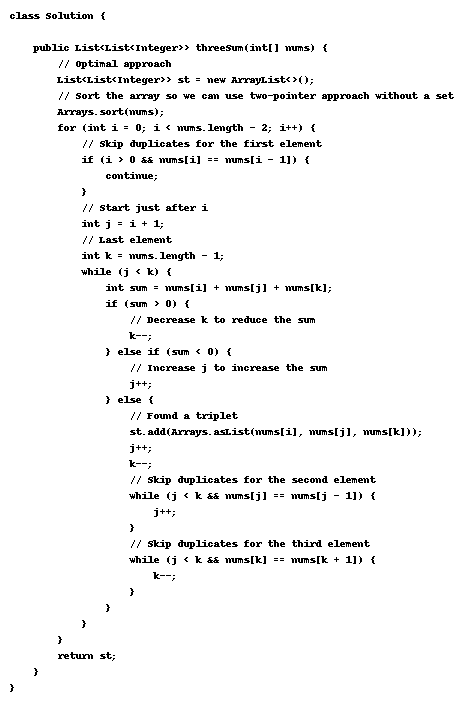 class Solution {
    public List<List<Integer>> threeSum(int[] nums) {
        // Optimal approach
        List<List<Integer>> st = new ArrayList<>();
        // Sort the array so we can use two-pointer approach without a set
        Arrays.sort(nums);
        for (int i = 0; i < nums.length - 2; i++) {
            // Skip duplicates for the first element
            if (i > 0 && nums[i] == nums[i - 1]) {
                continue;
            }
            // Start just after i
            int j = i + 1;
            // Last element
            int k = nums.length - 1;
            while (j < k) {
                int sum = nums[i] + nums[j] + nums[k];
                if (sum > 0) {
                    // Decrease k to reduce the sum
                    k--;
                } else if (sum < 0) {
                    // Increase j to increase the sum
                    j++;
                } else {
                    // Found a triplet
                    st.add(Arrays.asList(nums[i], nums[j], nums[k]));
                    j++;
                    k--;
                    // Skip duplicates for the second element
                    while (j < k && nums[j] == nums[j - 1]) {
                        j++;
                    }
                    // Skip duplicates for the third element
                    while (j < k && nums[k] == nums[k + 1]) {
                        k--;
                    }
                }
            }
        }
        return st;
    }
}